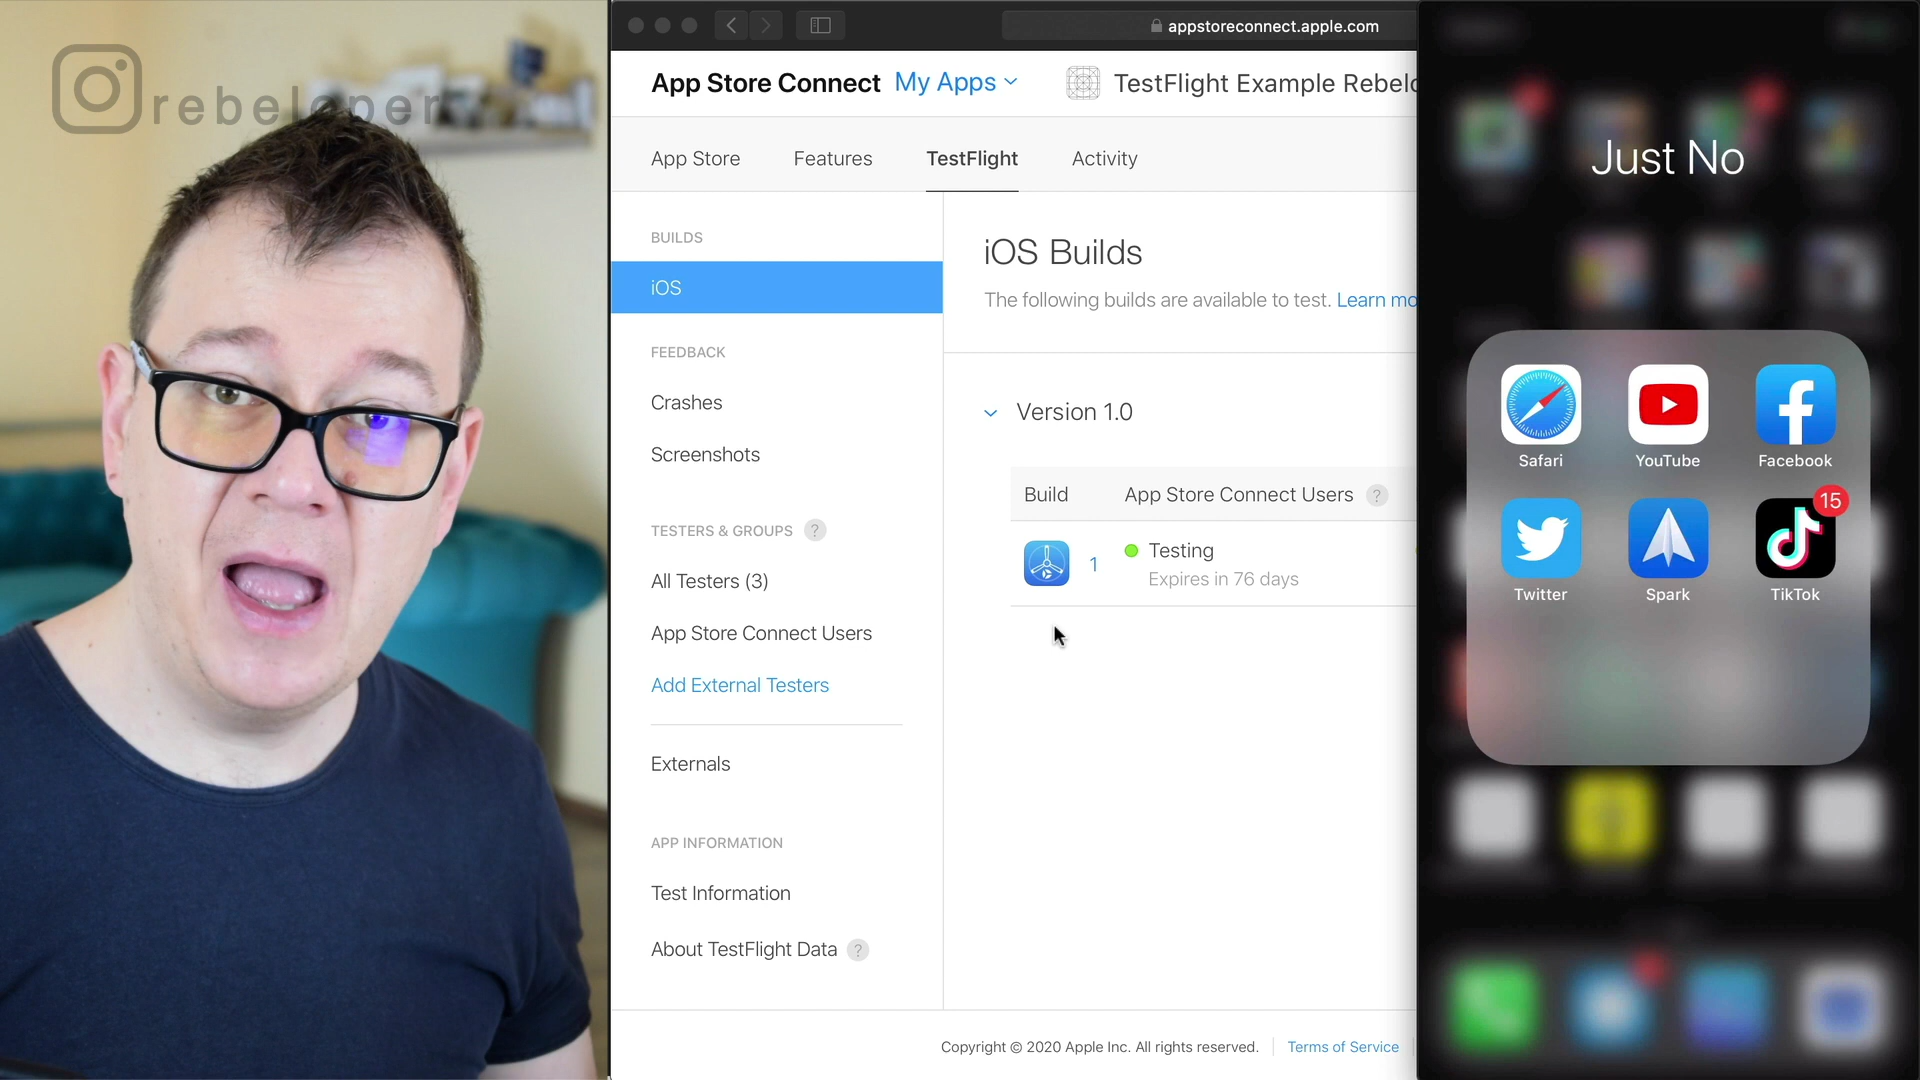 rebeloper
appstoreconnect.apple.com
App Store Connect My Apps TestFlight Example Rebelo
App Store Features TestFlight Activity
BUILDS
iOS
FEEDBACK
Crashes
Screenshots
TESTERS & GROUPS ?
All Testers (3)
App Store Connect Users
Add External Testers
Externals
APP INFORMATION
Test Information
About TestFlight Data ?
iOS Builds
The following builds are available to test. Learn mo
Version 1.0
Build App Store Connect Users ?
1 Testing
Expires in 76 days
Copyright © 2020 Apple Inc. All rights reserved. Terms of Service
Just No
Safari YouTube Facebook
15
Twitter Spark TikTok